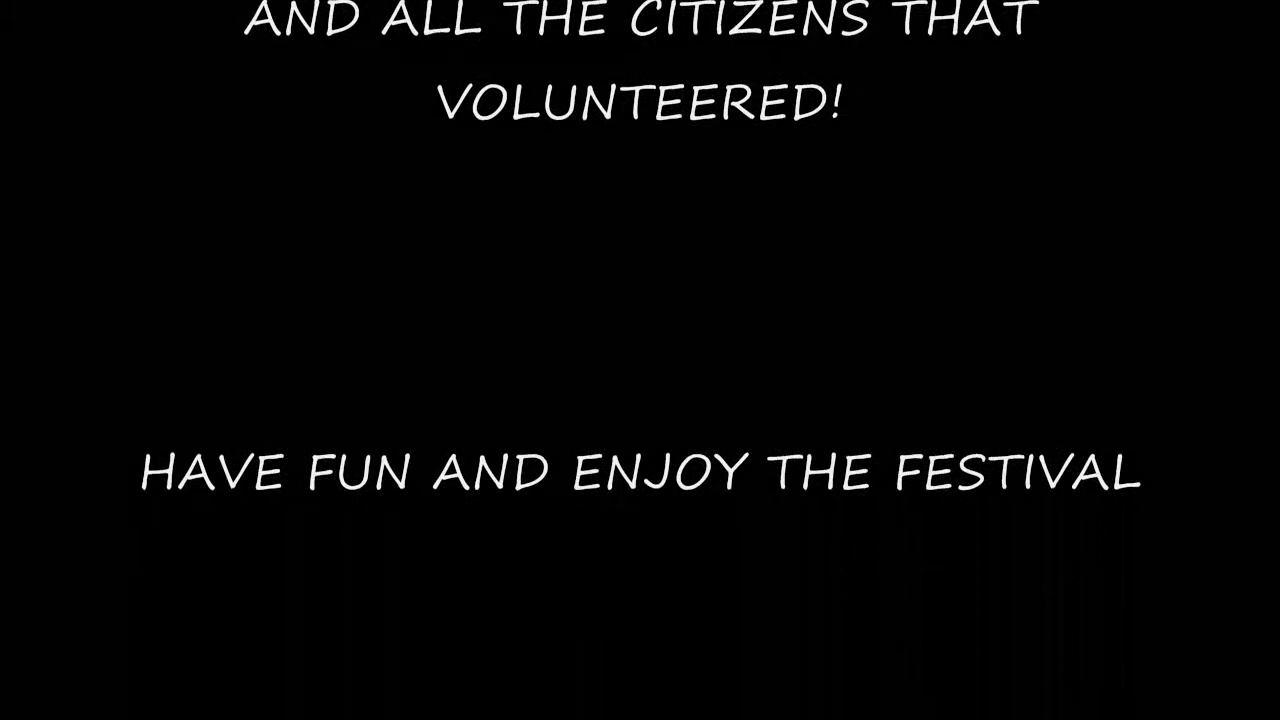 AND ALL THE CITIZENS THAT
VOLUNTEERED!
HAVE FUN AND ENJOY THE FESTIVAL